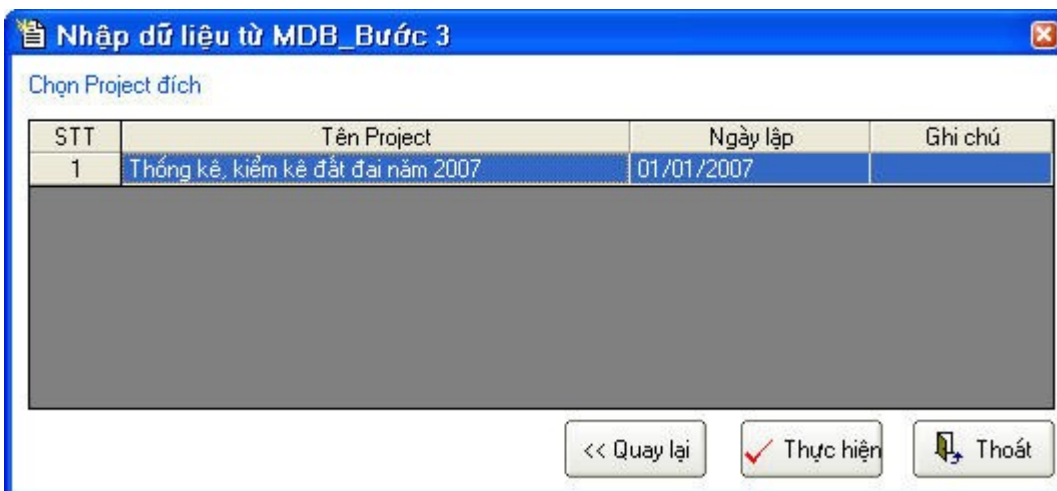 Nhập dữ liệu từ MDB_Bước 3
Chọn Project đích
STT Tên Project Ngày lập Ghi chú
1 Thống kê, kiểm kê đất đai năm 2007 01/01/2007
<< Quay lại Thực hiện Thoát